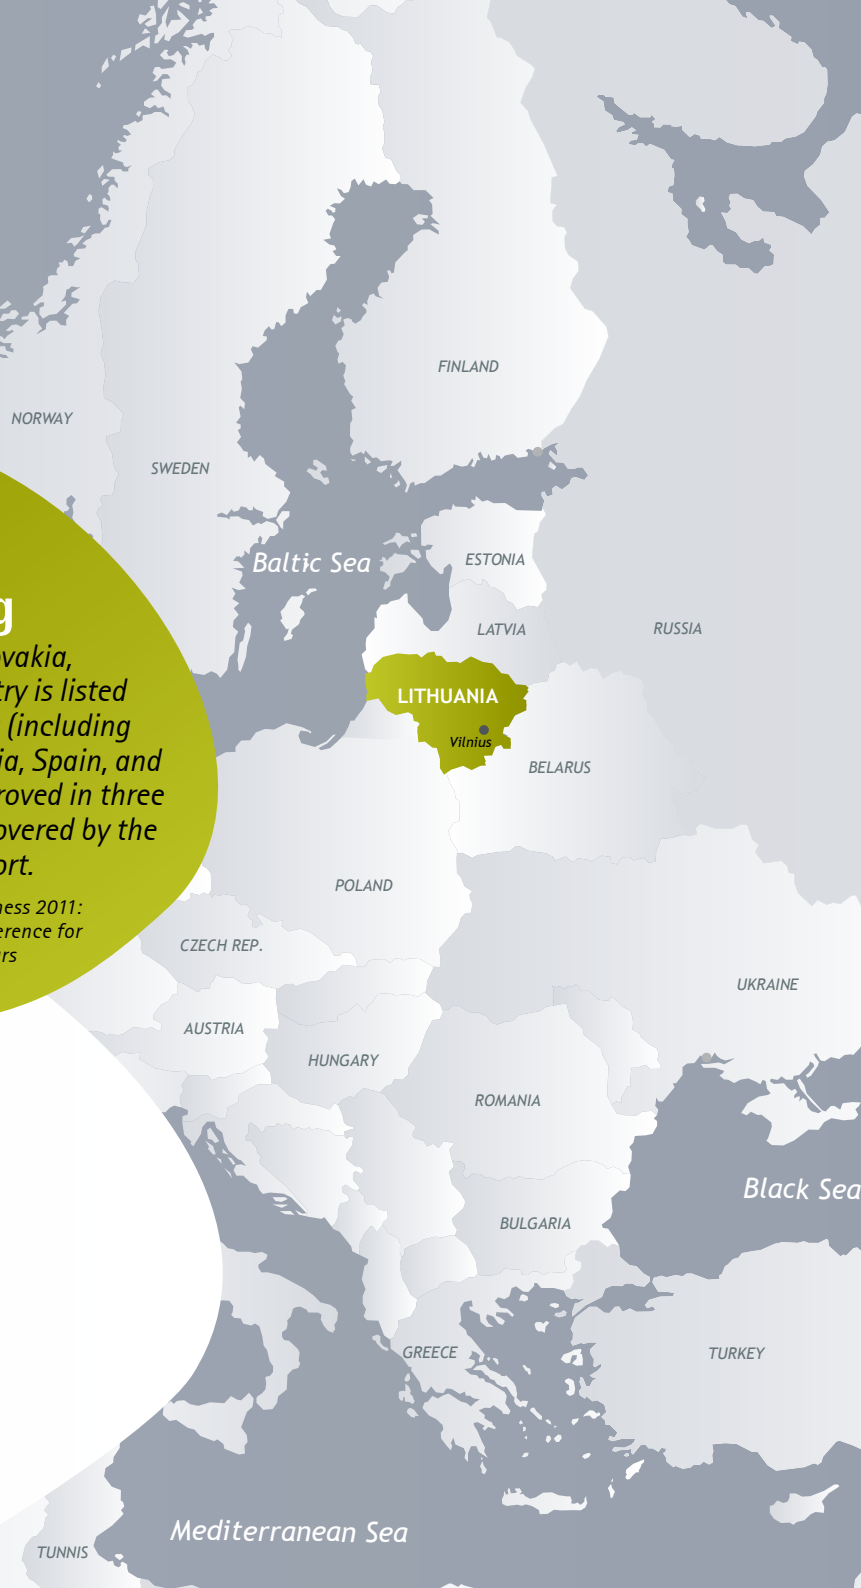 FINLAND
NORWAY
SWEDEN
Baltic Sea
ESTONIA
LATVIA
RUSSIA
LITHUANIA
Vilnius
BELARUS
g
ovakia,
try is listed
(including
ia, Spain, and
roved in three
overed by the
ort.
ness 2011:
erence for
rs
POLAND
CZECH REP.
UKRAINE
AUSTRIA
HUNGARY
ROMANIA
Black Sea
BULGARIA
GREECE
TURKEY
Mediterranean Sea
TUNNIS